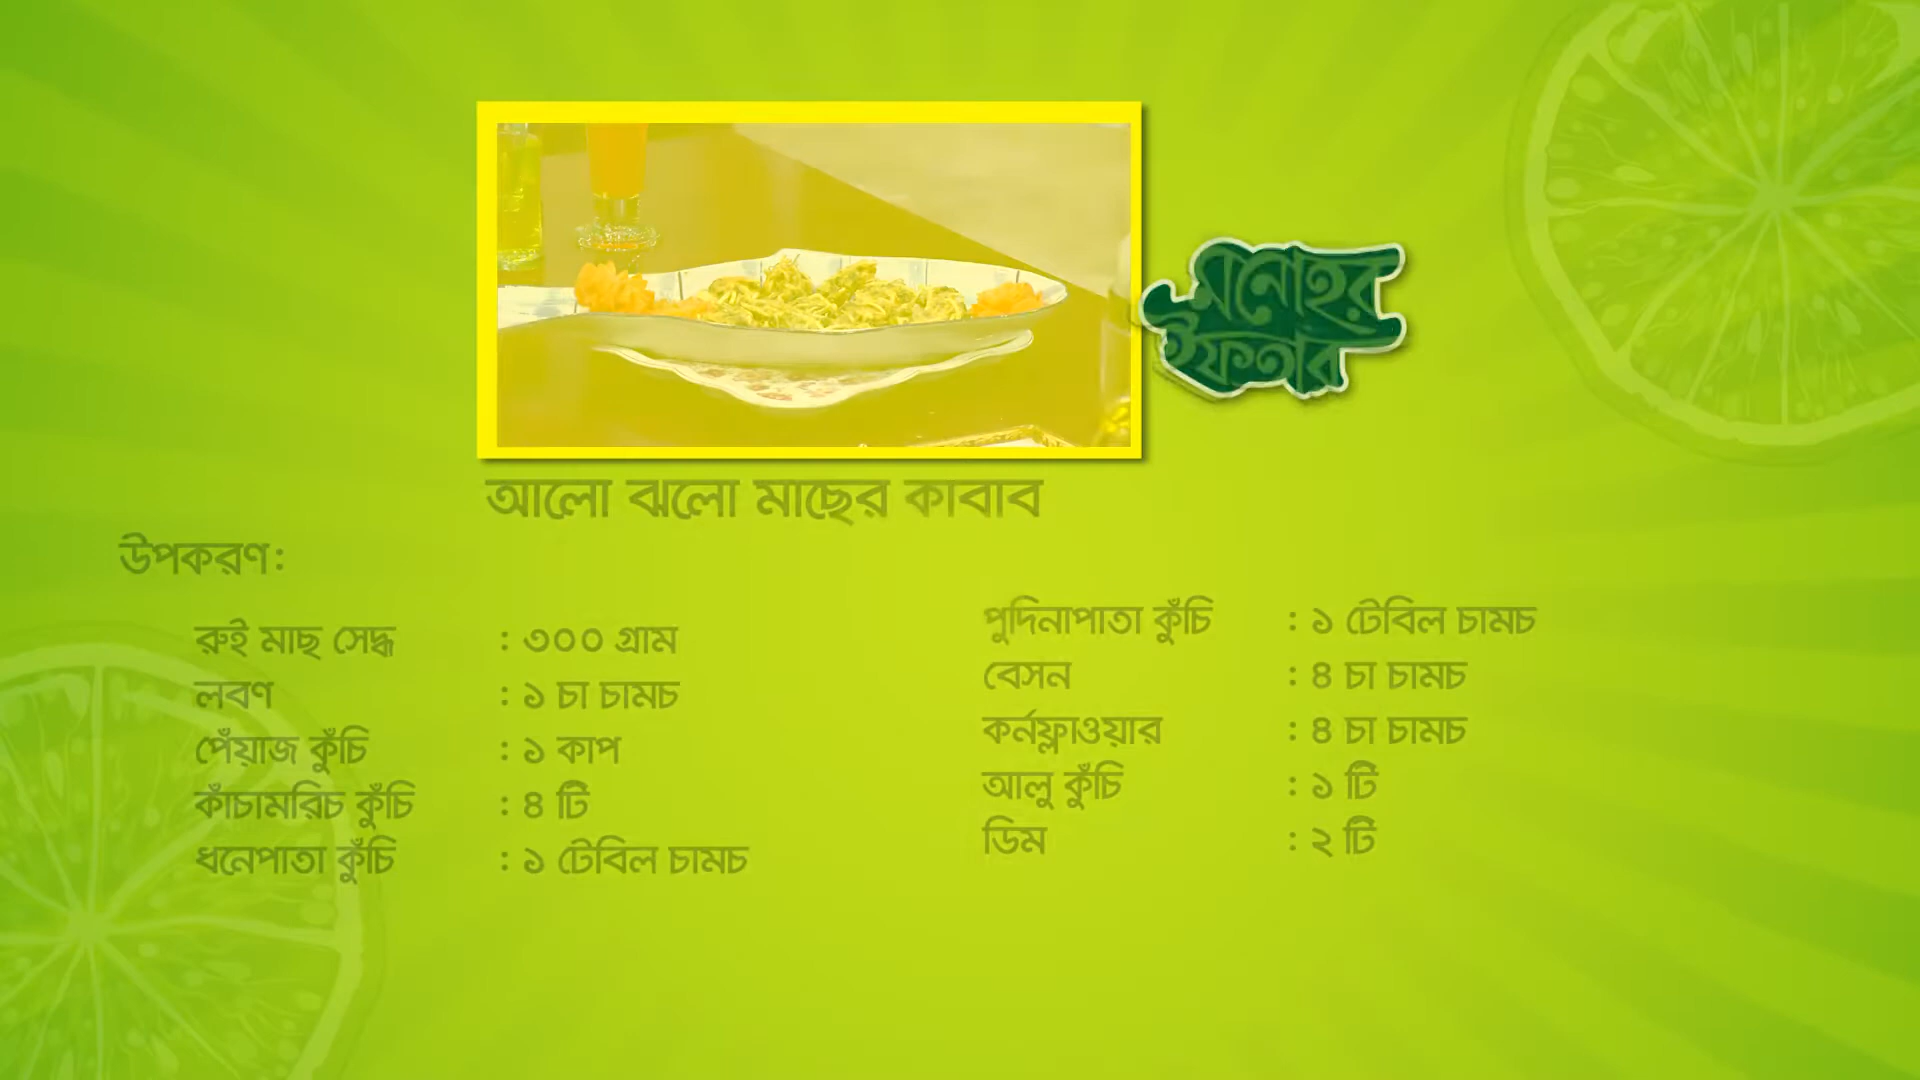 মনোহর
ইফতার
আলো ঝলো মাছের কাবাব
উপকরণ:
রুই মাছ সেদ্ধ : ৩০০ গ্রাম
লবণ : ১ চা চামচ
পেঁয়াজ কুঁচি : ১ কাপ
কাঁচামরিচ কুঁচি : ৪ টি
ধনেপাতা কুঁচি : ১ টেবিল চামচ
পুদিনাপাতা কুঁচি : ১ টেবিল চামচ
বেসন : ৪ চা চামচ
কর্নফ্লাওয়ার : ৪ চা চামচ
আলু কুঁচি : ১ টি
ডিম : ২ টি